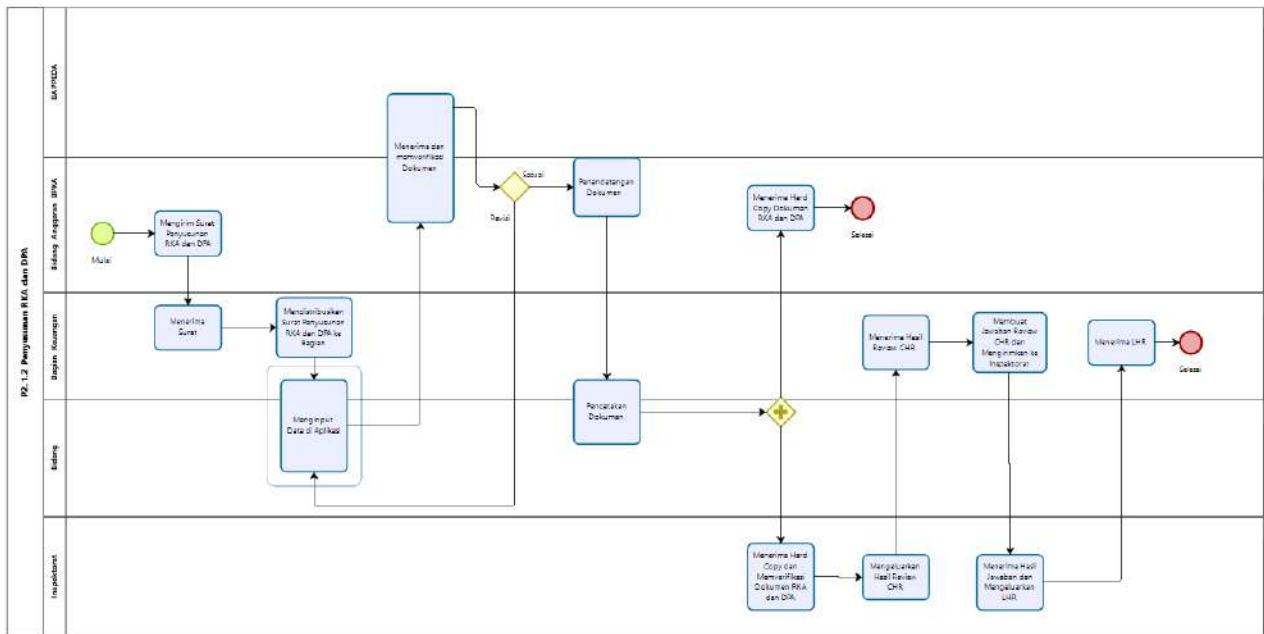 P2. 1.2 Penyusunan RKA dan DPA
BAPPEDA
Bidang Anggaran BPKA
Bagian Keuangan
Bidang
Inspektorat
Mulai
Mengirim Surat
Penyusunan
RKA dan DPA
Menerima
Surat
Mendistribusikan
Surat Penyusunan
RKA dan DPA ke
Bagian
Menginput
Data di Aplikasi
Menerima dan
memverifikasi
Dokumen
Sesuai
Revisi
Penandatangan
Dokumen
Pencetakan
Dokumen
Menerima Hard
Copy Dokumen
RKA dan DPA
Selesai
Menerima Hard
Copy dan
Memverifikasi
Dokumen RKA
dan DPA
Mengeluarkan
Hasil Review
CHR
Menerima Hasil
Review CHR
Membuat
Jawaban Review
CHR dan
Mengirimkan ke
Inspektorat
Menerima Hasil
Jawaban dan
Mengeluarkan
LHR
Menerima LHR
Selesai